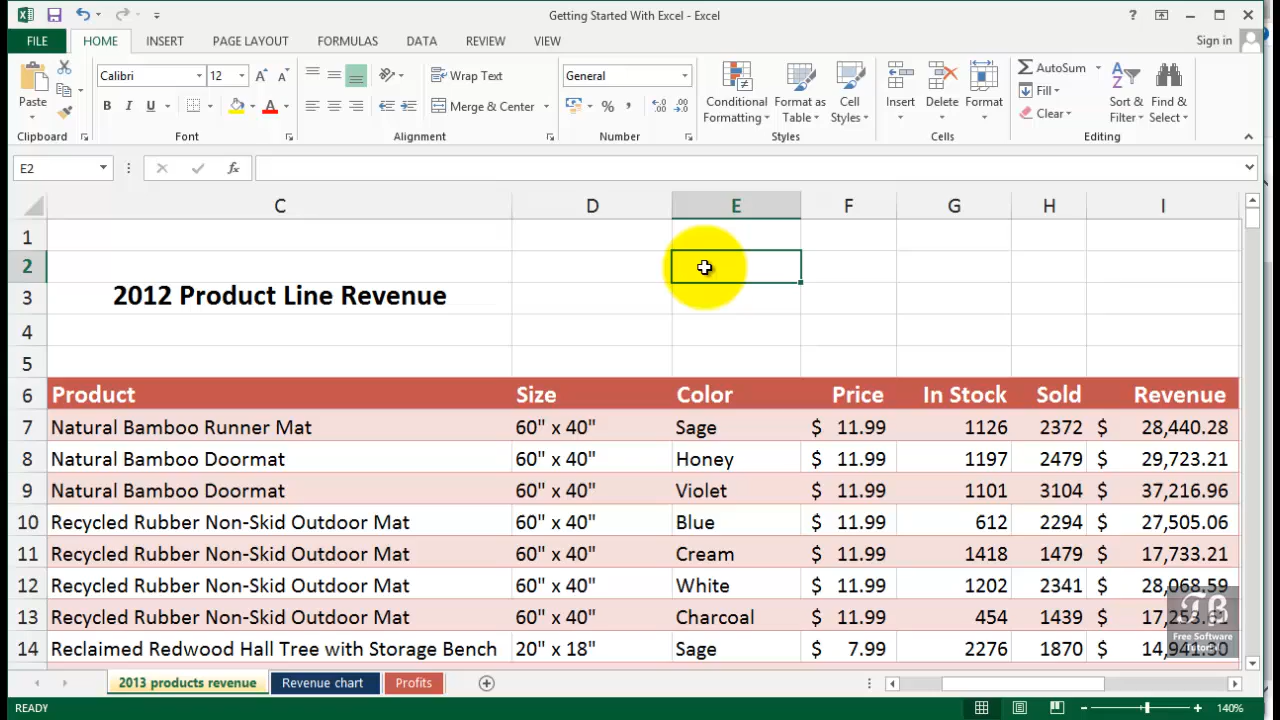 Getting Started With Excel - Excel
?
FILE HOME INSERT PAGE LAYOUT FORMULAS DATA REVIEW VIEW Sign in
Paste
Calibri 12
B I U
Wrap Text
Merge & Center
General
% ,
Conditional Formatting
Format as Table
Cell Styles
Insert Delete Format
AutoSum
Fill
Clear
Sort & Filter
Find & Select
Clipboard Font Alignment Number Styles Cells Editing
E2 fx
C D E F G H I
1
2
2012 Product Line Revenue
3
4
5
6 Product Size Color Price In Stock Sold Revenue
7 Natural Bamboo Runner Mat 60" x 40" Sage $ 11.99 1126 2372 $ 28,440.28
8 Natural Bamboo Doormat 60" x 40" Honey $ 11.99 1197 2479 $ 29,723.21
9 Natural Bamboo Doormat 60" x 40" Violet $ 11.99 1101 3104 $ 37,216.96
10 Recycled Rubber Non-Skid Outdoor Mat 60" x 40" Blue $ 11.99 612 2294 $ 27,505.06
11 Recycled Rubber Non-Skid Outdoor Mat 60" x 40" Cream $ 11.99 1418 1479 $ 17,733.21
12 Recycled Rubber Non-Skid Outdoor Mat 60" x 40" White $ 11.99 1202 2341 $ 28,068.59
13 Recycled Rubber Non-Skid Outdoor Mat 60" x 40" Charcoal $ 11.99 454 1439 $
14 Reclaimed Redwood Hall Tree with Storage Bench 20" x 18" Sage $ 7.99 2276 1870 $
TB
Free Software
2013 products revenue Revenue chart Profits
READY 140%